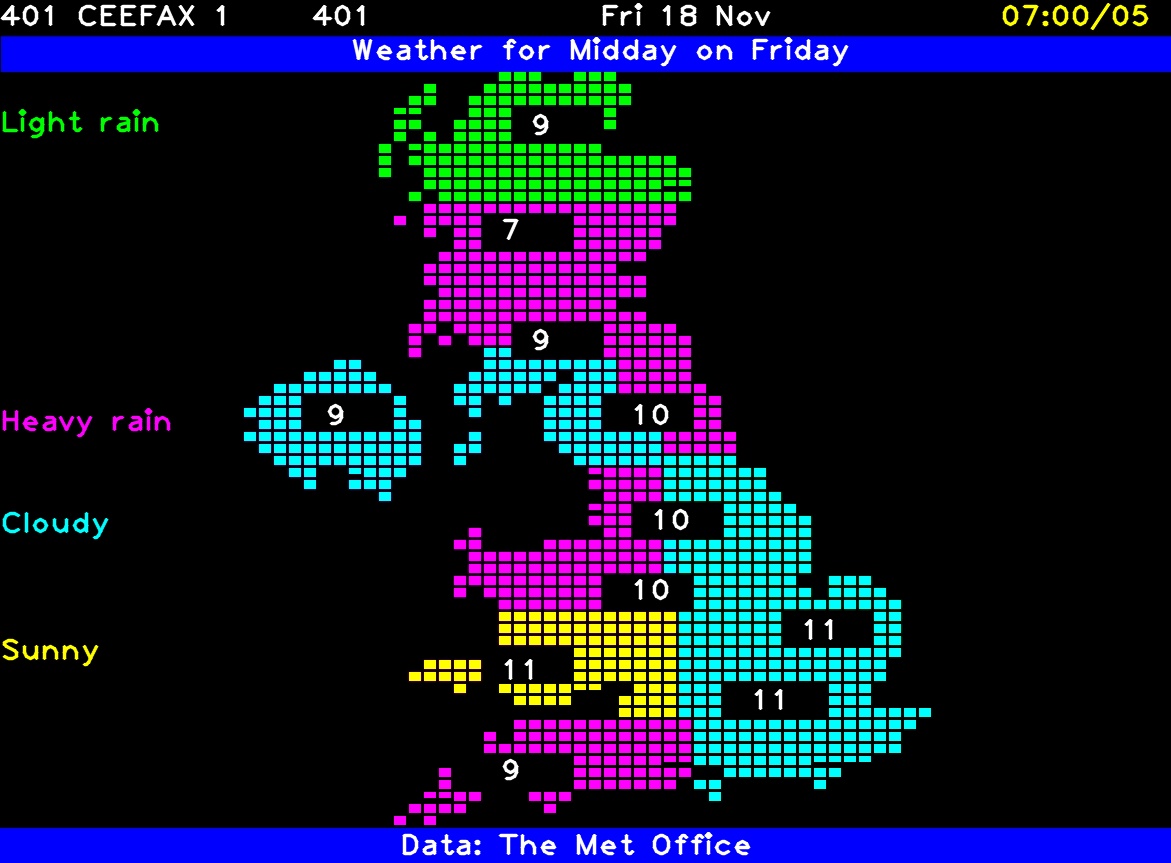 401 CEEFAX 1 401 Fri 18 Nov 07:00/05
Weather for Midday on Friday
Light rain 9
7
9
Heavy rain 9 10
Cloudy 10
10
11
Sunny 11
11
9
Data: The Met Office